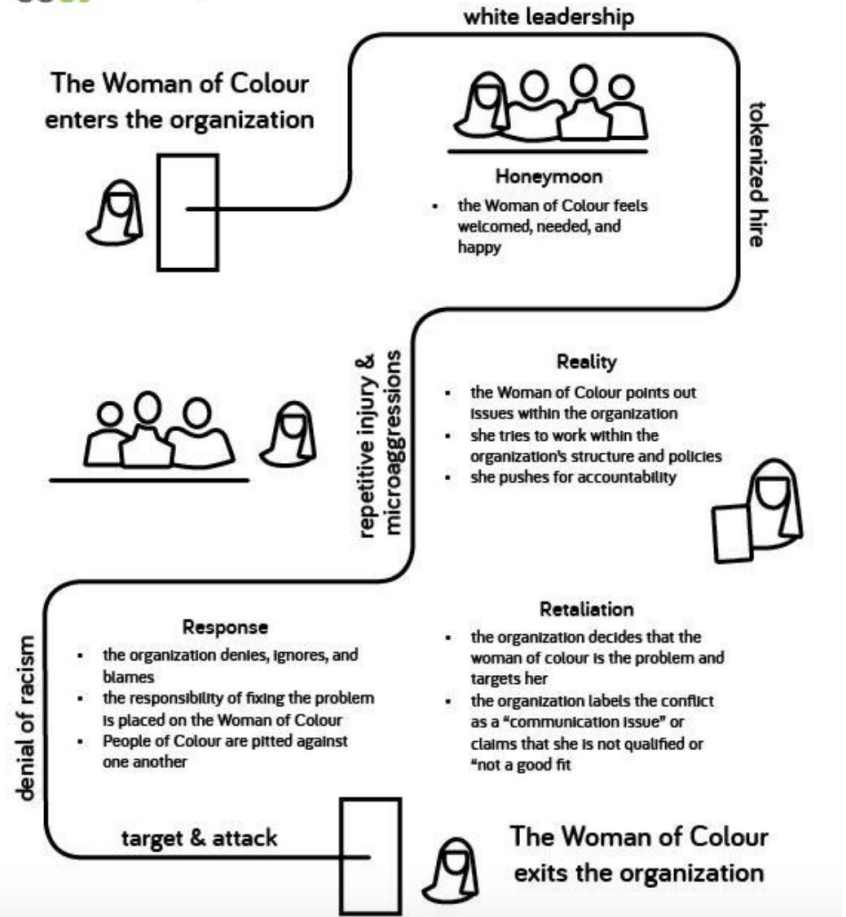 white leadership
The Woman of Colour
enters the organization
tokenized hire
Honeymoon
• the Woman of Colour feels
welcomed, needed, and
happy
repetitive injury &
microaggressions
Reality
• the Woman of Colour points out
issues within the organization
• she tries to work within the
organization's structure and policies
• she pushes for accountability
denial of racism
Response
• the organization denies, ignores, and
blames
• the responsibility of fixing the problem
is placed on the Woman of Colour
• People of Colour are pitted against
one another
Retaliation
• the organization decides that the
woman of colour is the problem and
targets her
• the organization labels the conflict
as a "communication issue" or
claims that she is not qualified or
"not a good fit
target & attack
The Woman of Colour
exits the organization